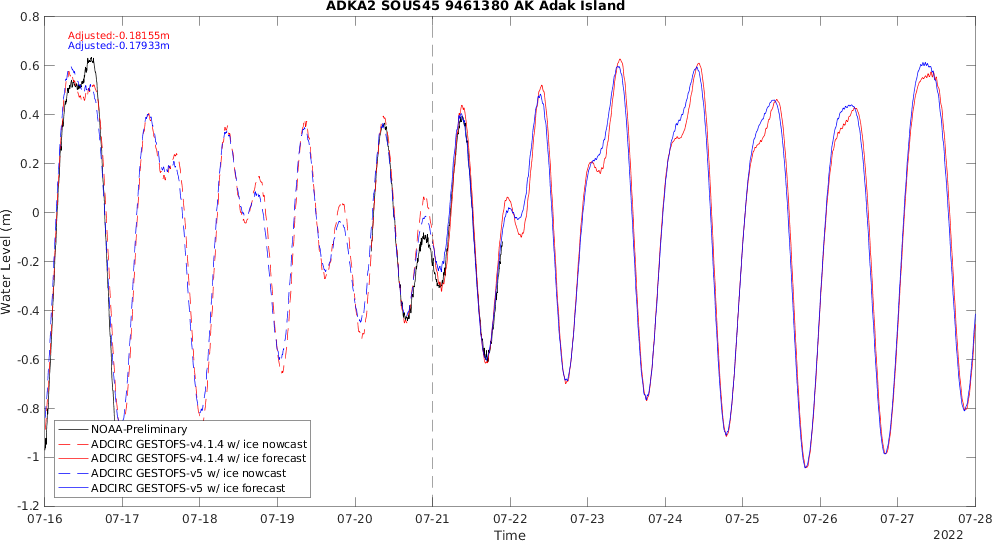 ADKA2 SOUS45 9461380 AK Adak Island
Adjusted:-0.18155m
Adjusted:-0.17933m
0.8
0.6
0.4
0.2
0
-0.2
-0.4
-0.6
-0.8
-1
-1.2
Water Level (m)
NOAA-Preliminary
ADCIRC GESTOFS-v4.1.4 w/ ice nowcast
ADCIRC GESTOFS-v4.1.4 w/ ice forecast
ADCIRC GESTOFS-v5 w/ ice nowcast
ADCIRC GESTOFS-v5 w/ ice forecast
07-16 07-17 07-18 07-19 07-20 07-21 07-22 07-23 07-24 07-25 07-26 07-27 07-28
Time
2022